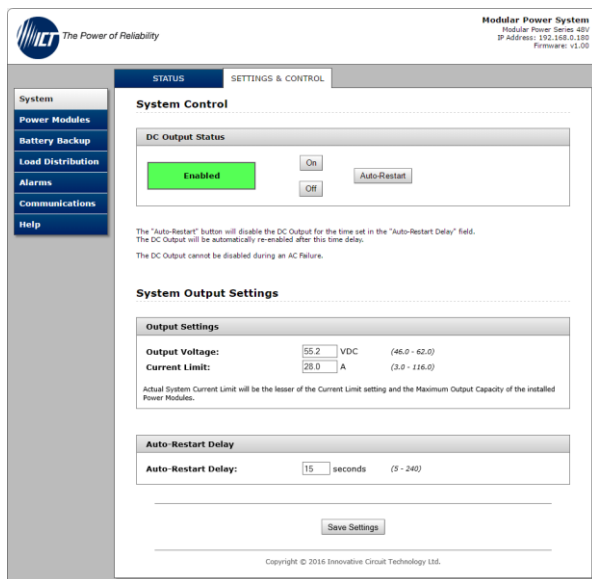 ICT The Power of Reliability
Modular Power System
Modular Power Series 48V
IP Address: 192.168.0.180
Firmware: v1.00
STATUS
SETTINGS & CONTROL
System
Power Modules
Battery Backup
Load Distribution
Alarms
Communications
Help
System Control
DC Output Status
Enabled
On
Off
Auto-Restart
The "Auto-Restart" button will disable the DC Output for the time set in the "Auto-Restart Delay" field.
The DC Output will be automatically re-enabled after this time delay.
The DC Output cannot be disabled during an AC Failure.
System Output Settings
Output Settings
Output Voltage: 55.2 VDC (46.0 - 62.0)
Current Limit: 28.0 A (3.0 - 116.0)
Actual System Current Limit will be the lesser of the Current Limit setting and the Maximum Output Capacity of the installed
Power Modules.
Auto-Restart Delay
Auto-Restart Delay: 15 seconds (5 - 240)
Save Settings
Copyright © 2016 Innovative Circuit Technology Ltd.